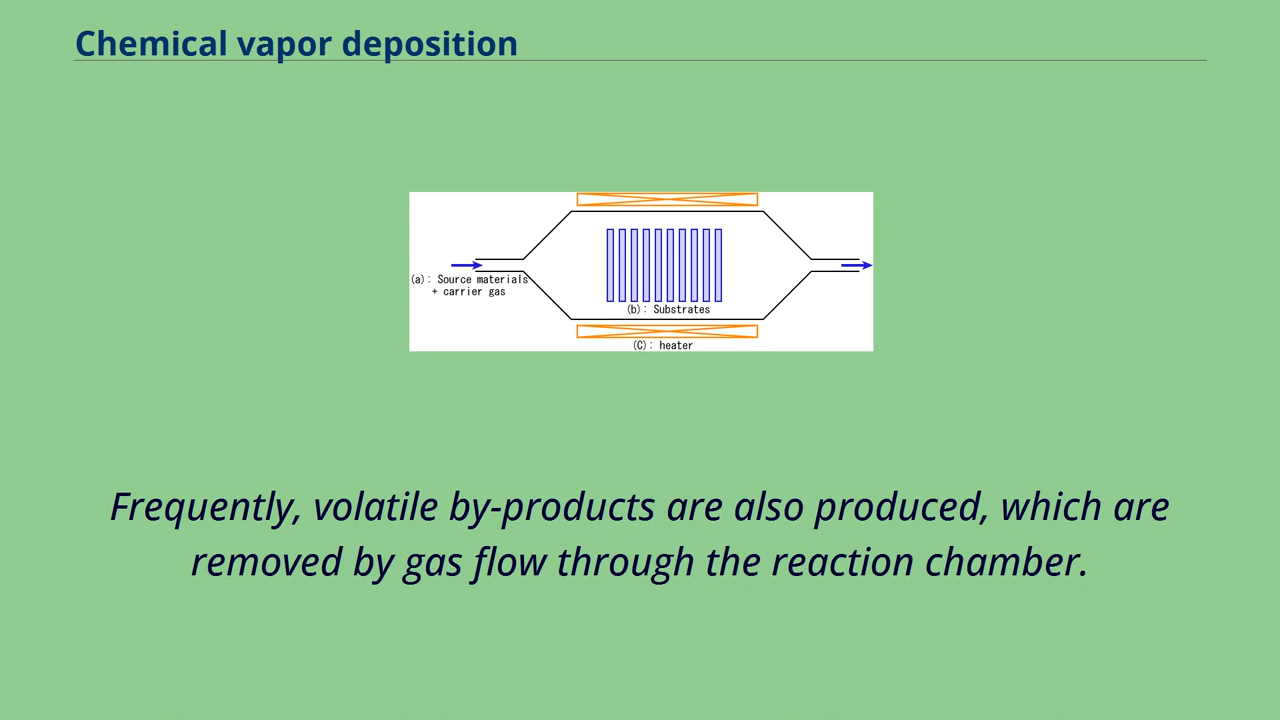 Chemical vapor deposition
(a): Source materials
+ carrier gas
(b): Substrates
(C): heater
Frequently, volatile by-products are also produced, which are
removed by gas flow through the reaction chamber.